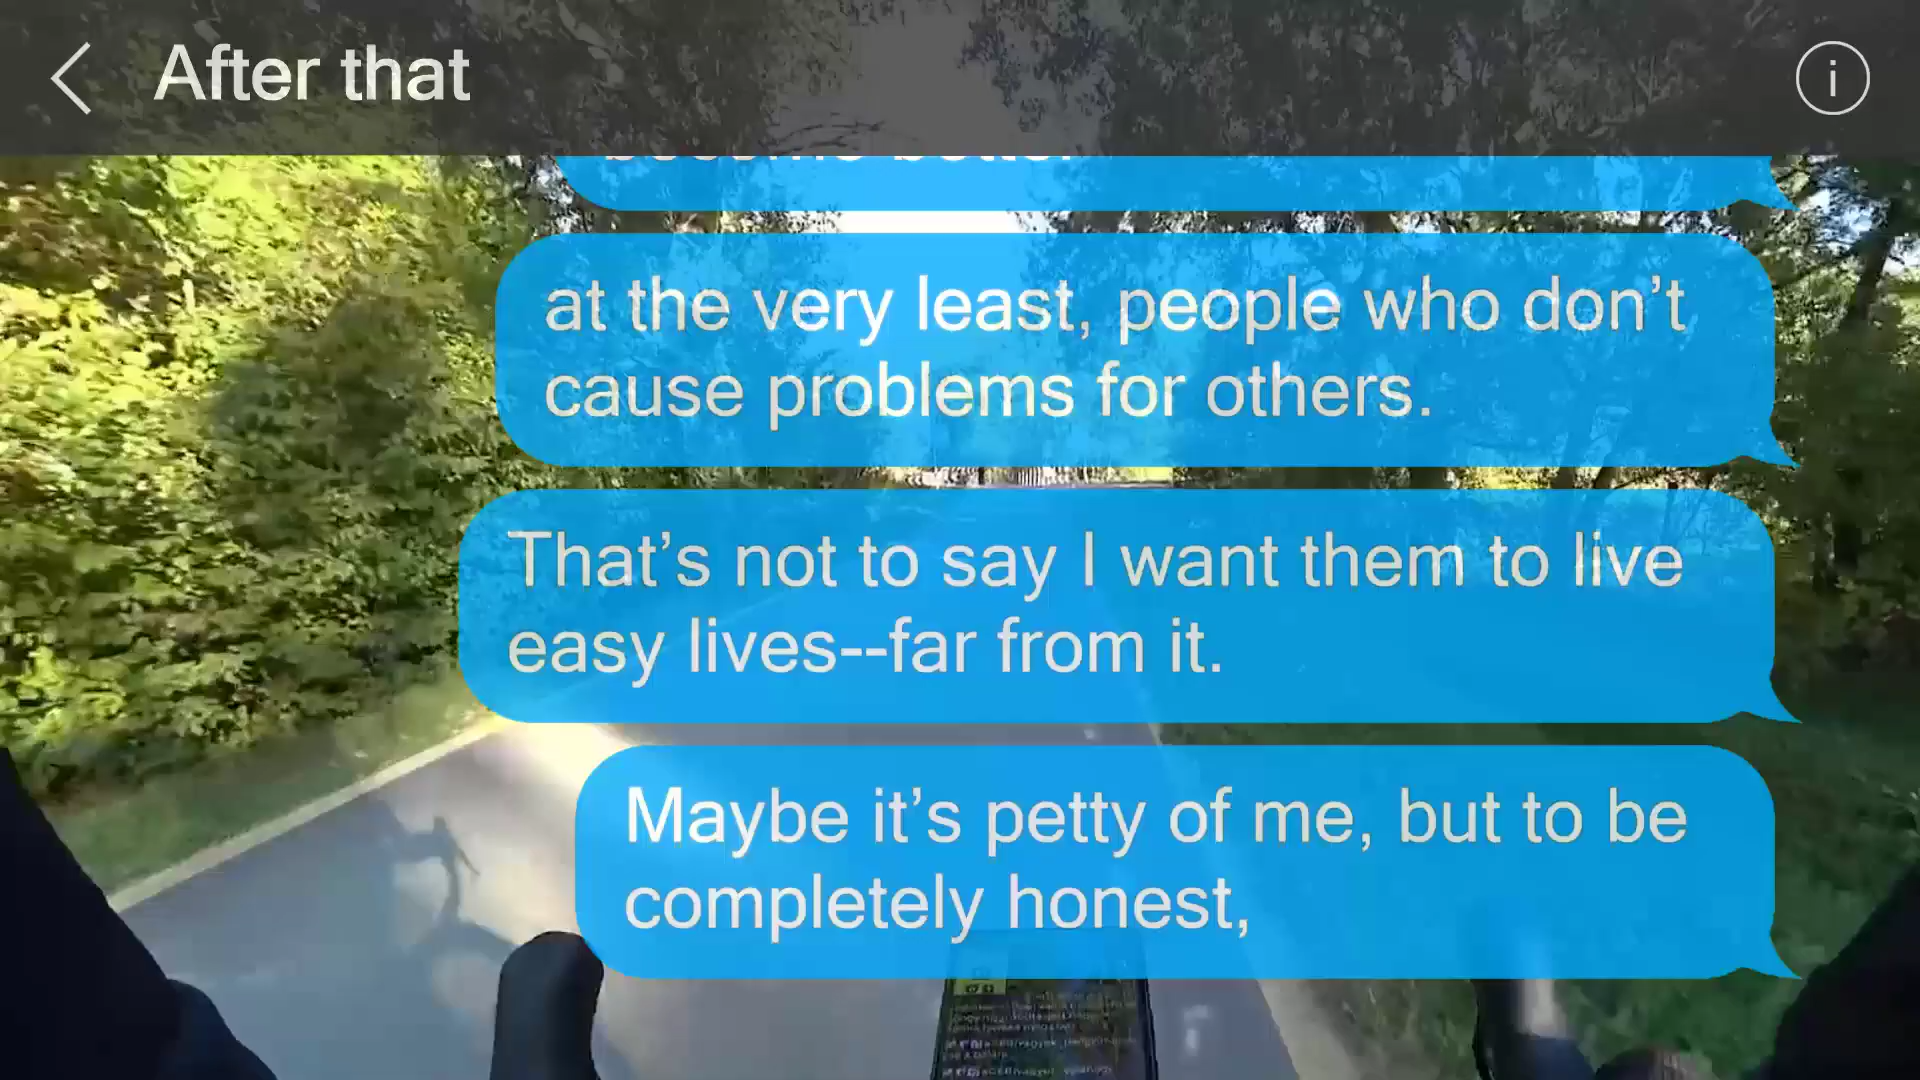 After that
at the very least, people who don’t
cause problems for others.
That’s not to say I want them to live
easy lives--far from it.
Maybe it’s petty of me, but to be
completely honest,